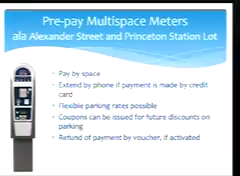 Pre-pay Multispace Meters
ala Alexander Street and Princeton Station Lot
Pay by space
Extend by phone if payment is made by credit
card
Flexible parking rates possible
Coupons can be issued for future discounts on
parking
Refund of payment by voucher, if activated